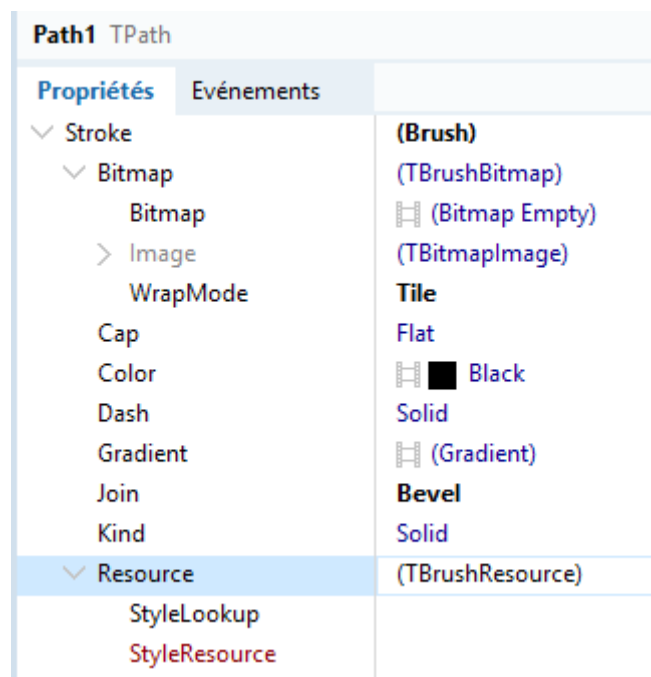 Path1 TPath
Propriétés Evénements
Stroke (Brush)
Bitmap (TBrushBitmap)
Bitmap (Bitmap Empty)
Image (TBitmapImage)
WrapMode Tile
Cap Flat
Color Black
Dash Solid
Gradient (Gradient)
Join Bevel
Kind Solid
Resource (TBrushResource)
StyleLookup
StyleResource